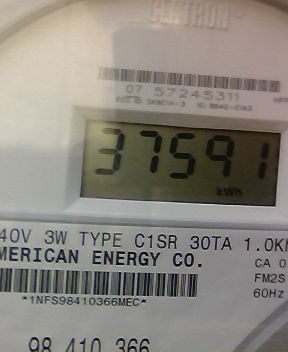 CENTRON®
07 57245311
37591
kWh
40V 3W TYPE C1SR 30TA 1.0K
MERICAN ENERGY CO.
CA 0
FM2S
60Hz
*1NFS98410366MEC*
98 410 366